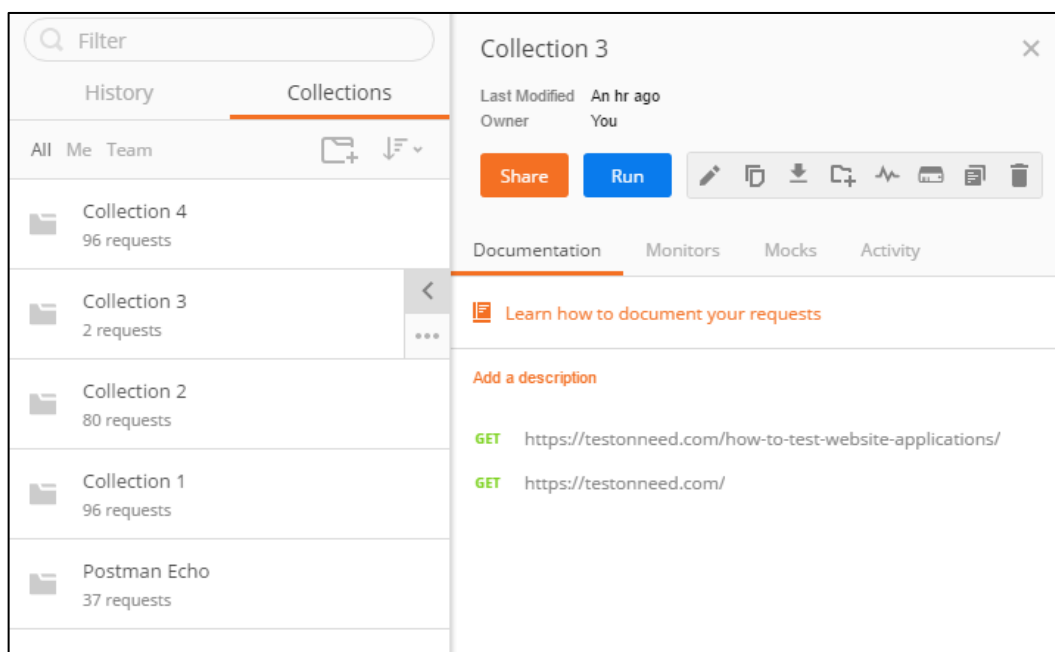 Filter
History Collections
All Me Team
Collection 4
96 requests
Collection 3
2 requests
Collection 2
80 requests
Collection 1
96 requests
Postman Echo
37 requests
Collection 3
Last Modified An hr ago
Owner You
Share Run
Documentation Monitors Mocks Activity
Learn how to document your requests
Add a description
GET https://testonneed.com/how-to-test-website-applications/
GET https://testonneed.com/